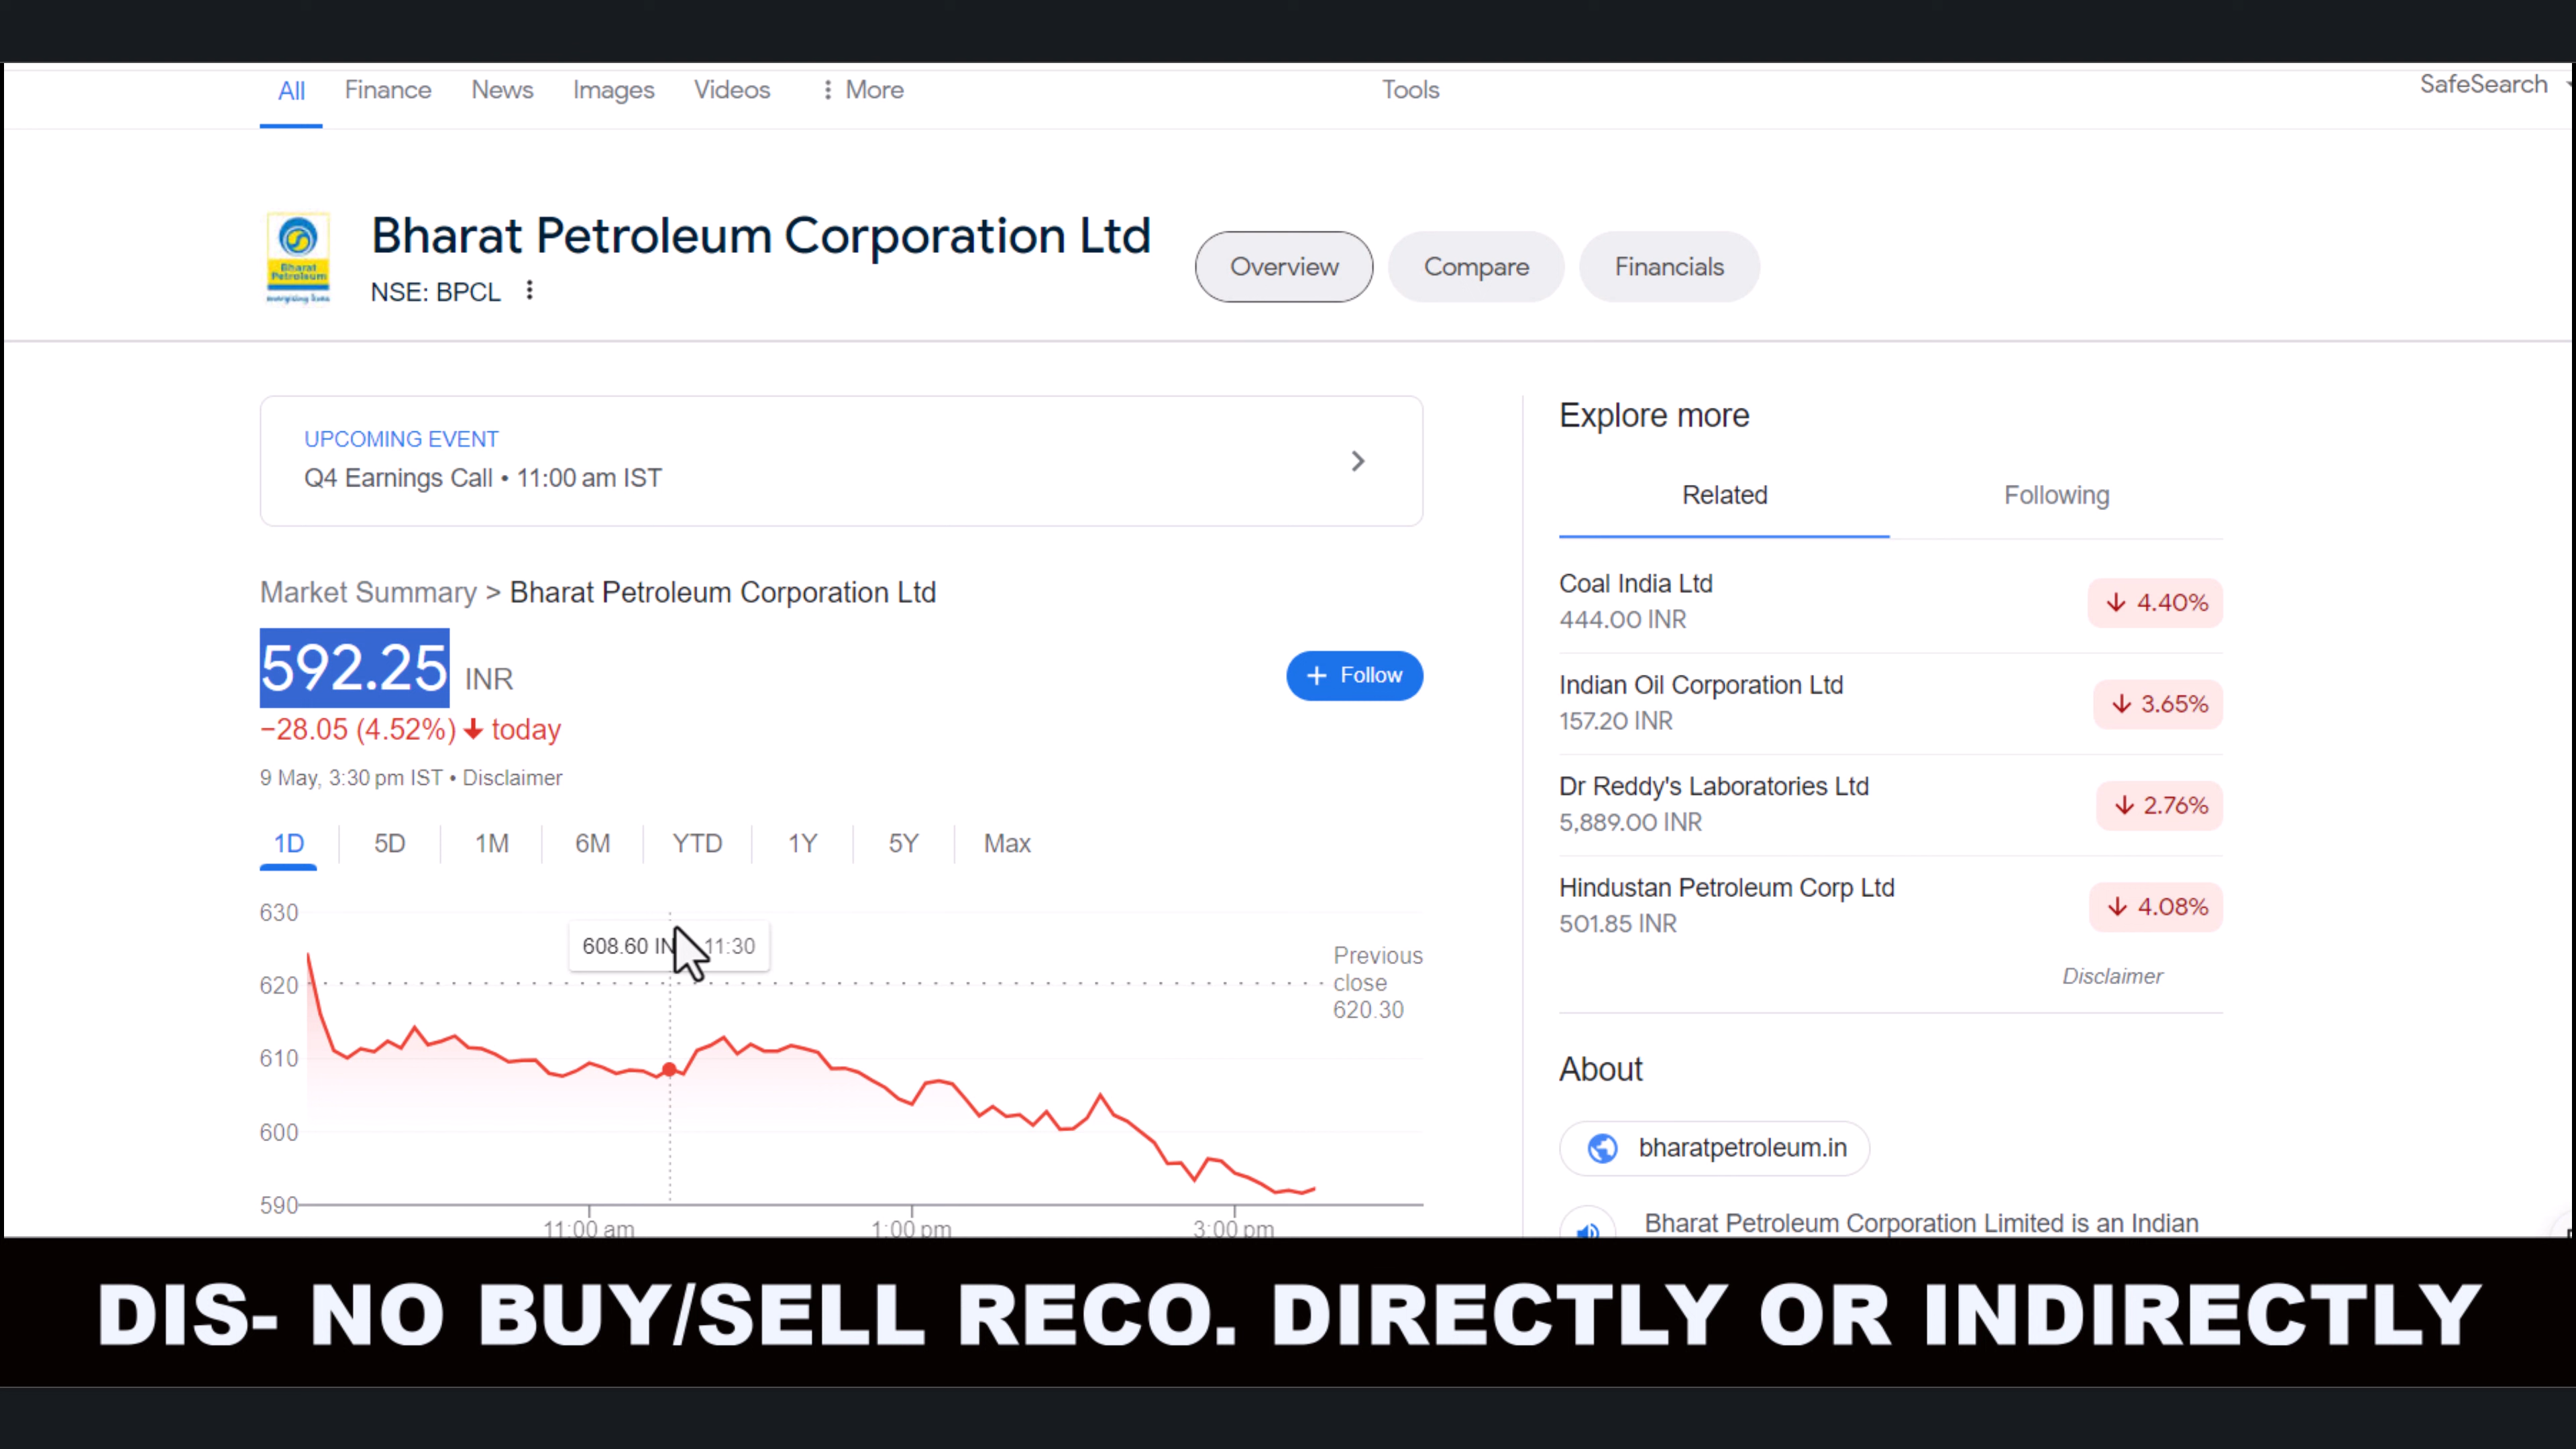 All Finance News Images Videos More Tools SafeSearch
Bharat Petroleum energising lives
Bharat Petroleum Corporation Ltd
NSE: BPCL
Overview Compare Financials
UPCOMING EVENT
Q4 Earnings Call • 11:00 am IST
Market Summary > Bharat Petroleum Corporation Ltd
592.25 INR
+ Follow
−28.05 (4.52%) ↓ today
9 May, 3:30 pm IST • Disclaimer
1D 5D 1M 6M YTD 1Y 5Y Max
630
620
610
600
590
608.60 11:30
Previous
close
620.30
11:00 am 1:00 pm 3:00 pm
Explore more
Related Following
Coal India Ltd
444.00 INR
↓ 4.40%
Indian Oil Corporation Ltd
157.20 INR
↓ 3.65%
Dr Reddy's Laboratories Ltd
5,889.00 INR
↓ 2.76%
Hindustan Petroleum Corp Ltd
501.85 INR
↓ 4.08%
Disclaimer
About
bharatpetroleum.in
Bharat Petroleum Corporation Limited is an Indian
DIS- NO BUY/SELL RECO. DIRECTLY OR INDIRECTLY